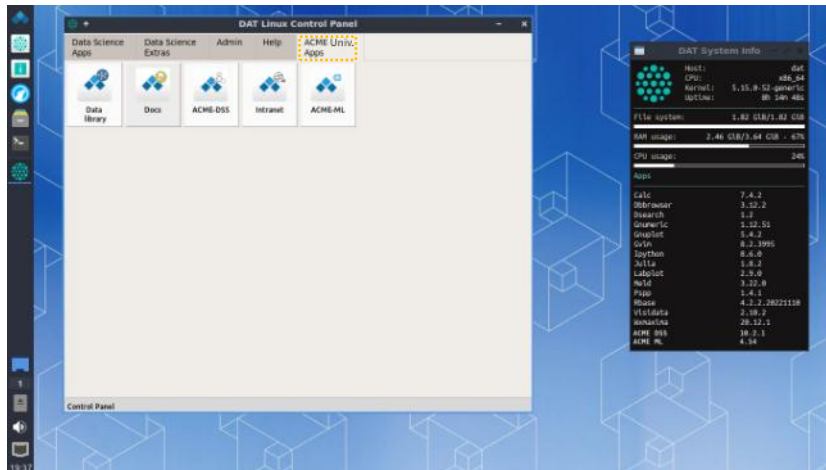 DAT Linux Control Panel
Data Science Apps
Data Science Extras
Admin
Help
ACME Univ. Apps
Data library
Docs
ACME-DSS
Intranet
ACME-ML
Control Panel
DAT System Info
Host: dat
CPU: x86_64
Kernel: 5.15.0-52-generic
Uptime: 0h 14m 48s
File system: 1.82 GiB/1.82 GiB
RAM usage: 2.46 GiB/3.64 GiB - 67%
CPU usage: 24%
Apps
Calc 7.4.2
Dbbrowser 3.12.2
Dsearch 1.2
Gnumeric 1.12.51
Gnuplot 5.4.2
Gvim 8.2.3995
Ipython 8.6.0
Julia 1.8.2
Labplot 2.9.0
Meld 3.22.0
Pspp 1.4.1
Rbase 4.2.2.20221110
Visidata 2.10.2
Wxmaxima 20.12.1
ACME DSS 10.2.1
ACME ML 4.54
1
19:37